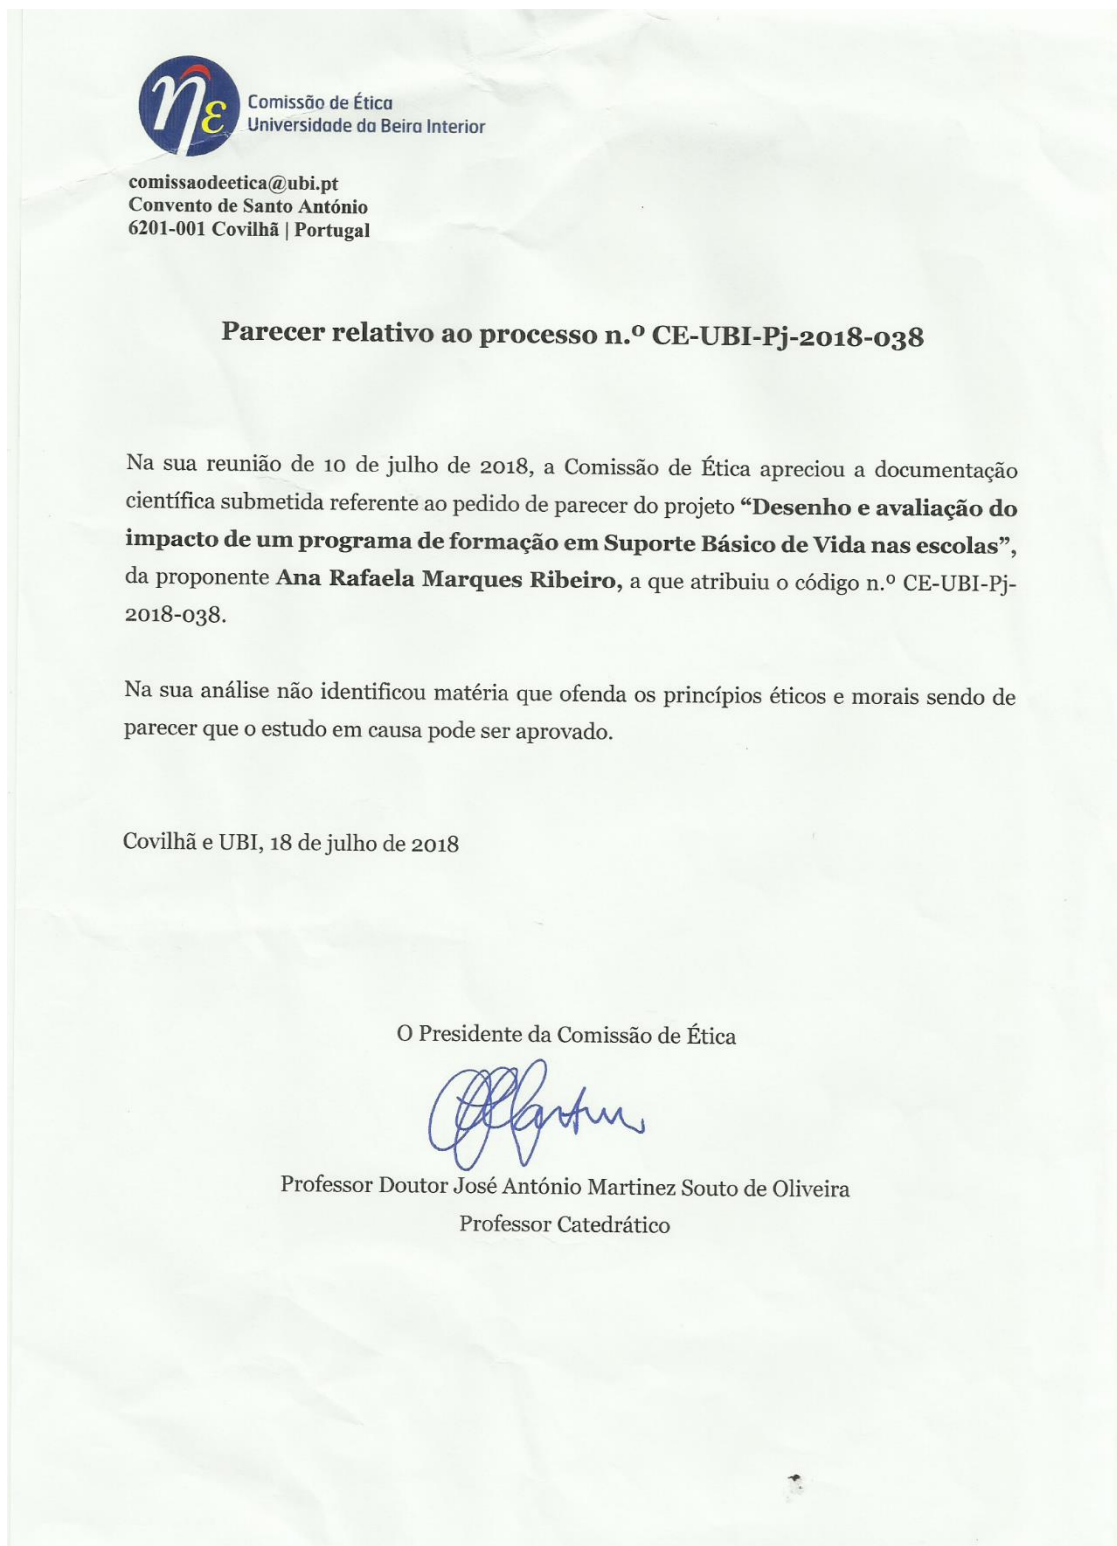 ηε
Comissão de Ética
Universidade da Beira Interior
comissaodeetica@ubi.pt
Convento de Santo António
6201-001 Covilhã | Portugal
Parecer relativo ao processo n.º CE-UBI-Pj-2018-038
Na sua reunião de 10 de julho de 2018, a Comissão de Ética apreciou a documentação
científica submetida referente ao pedido de parecer do projeto “Desenho e avaliação do
impacto de um programa de formação em Suporte Básico de Vida nas escolas”,
da proponente Ana Rafaela Marques Ribeiro, a que atribuiu o código n.º CE-UBI-Pj-
2018-038.
Na sua análise não identificou matéria que ofenda os princípios éticos e morais sendo de
parecer que o estudo em causa pode ser aprovado.
Covilhã e UBI, 18 de julho de 2018
O Presidente da Comissão de Ética
Professor Doutor José António Martinez Souto de Oliveira
Professor Catedrático